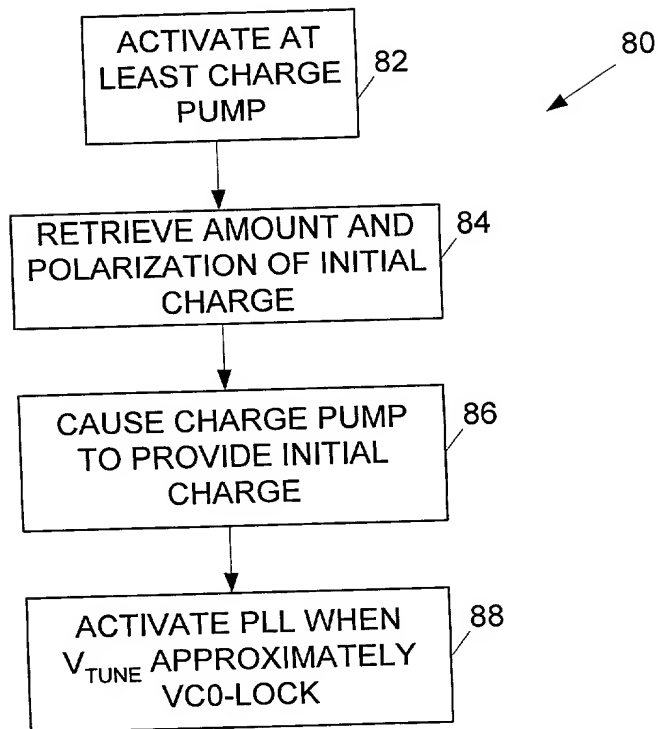 ACTIVATE AT
LEAST CHARGE
PUMP
82
80
RETRIEVE AMOUNT AND
POLARIZATION OF INITIAL
CHARGE
84
CAUSE CHARGE PUMP
TO PROVIDE INITIAL
CHARGE
86
ACTIVATE PLL WHEN
VTUNE APPROXIMATELY
VC0-LOCK
88